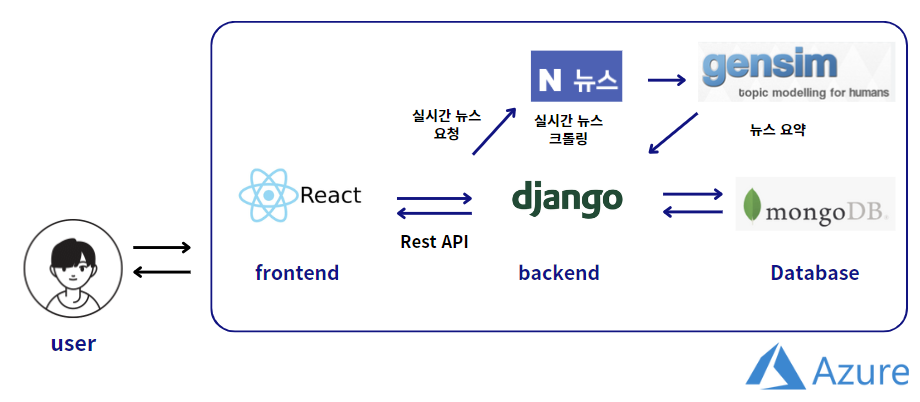 N 뉴스
gensim
topic modelling for humans
실시간 뉴스
요청
실시간 뉴스
크롤링
뉴스 요약
React
django
mongoDB.
Rest API
frontend
backend
Database
user
Azure